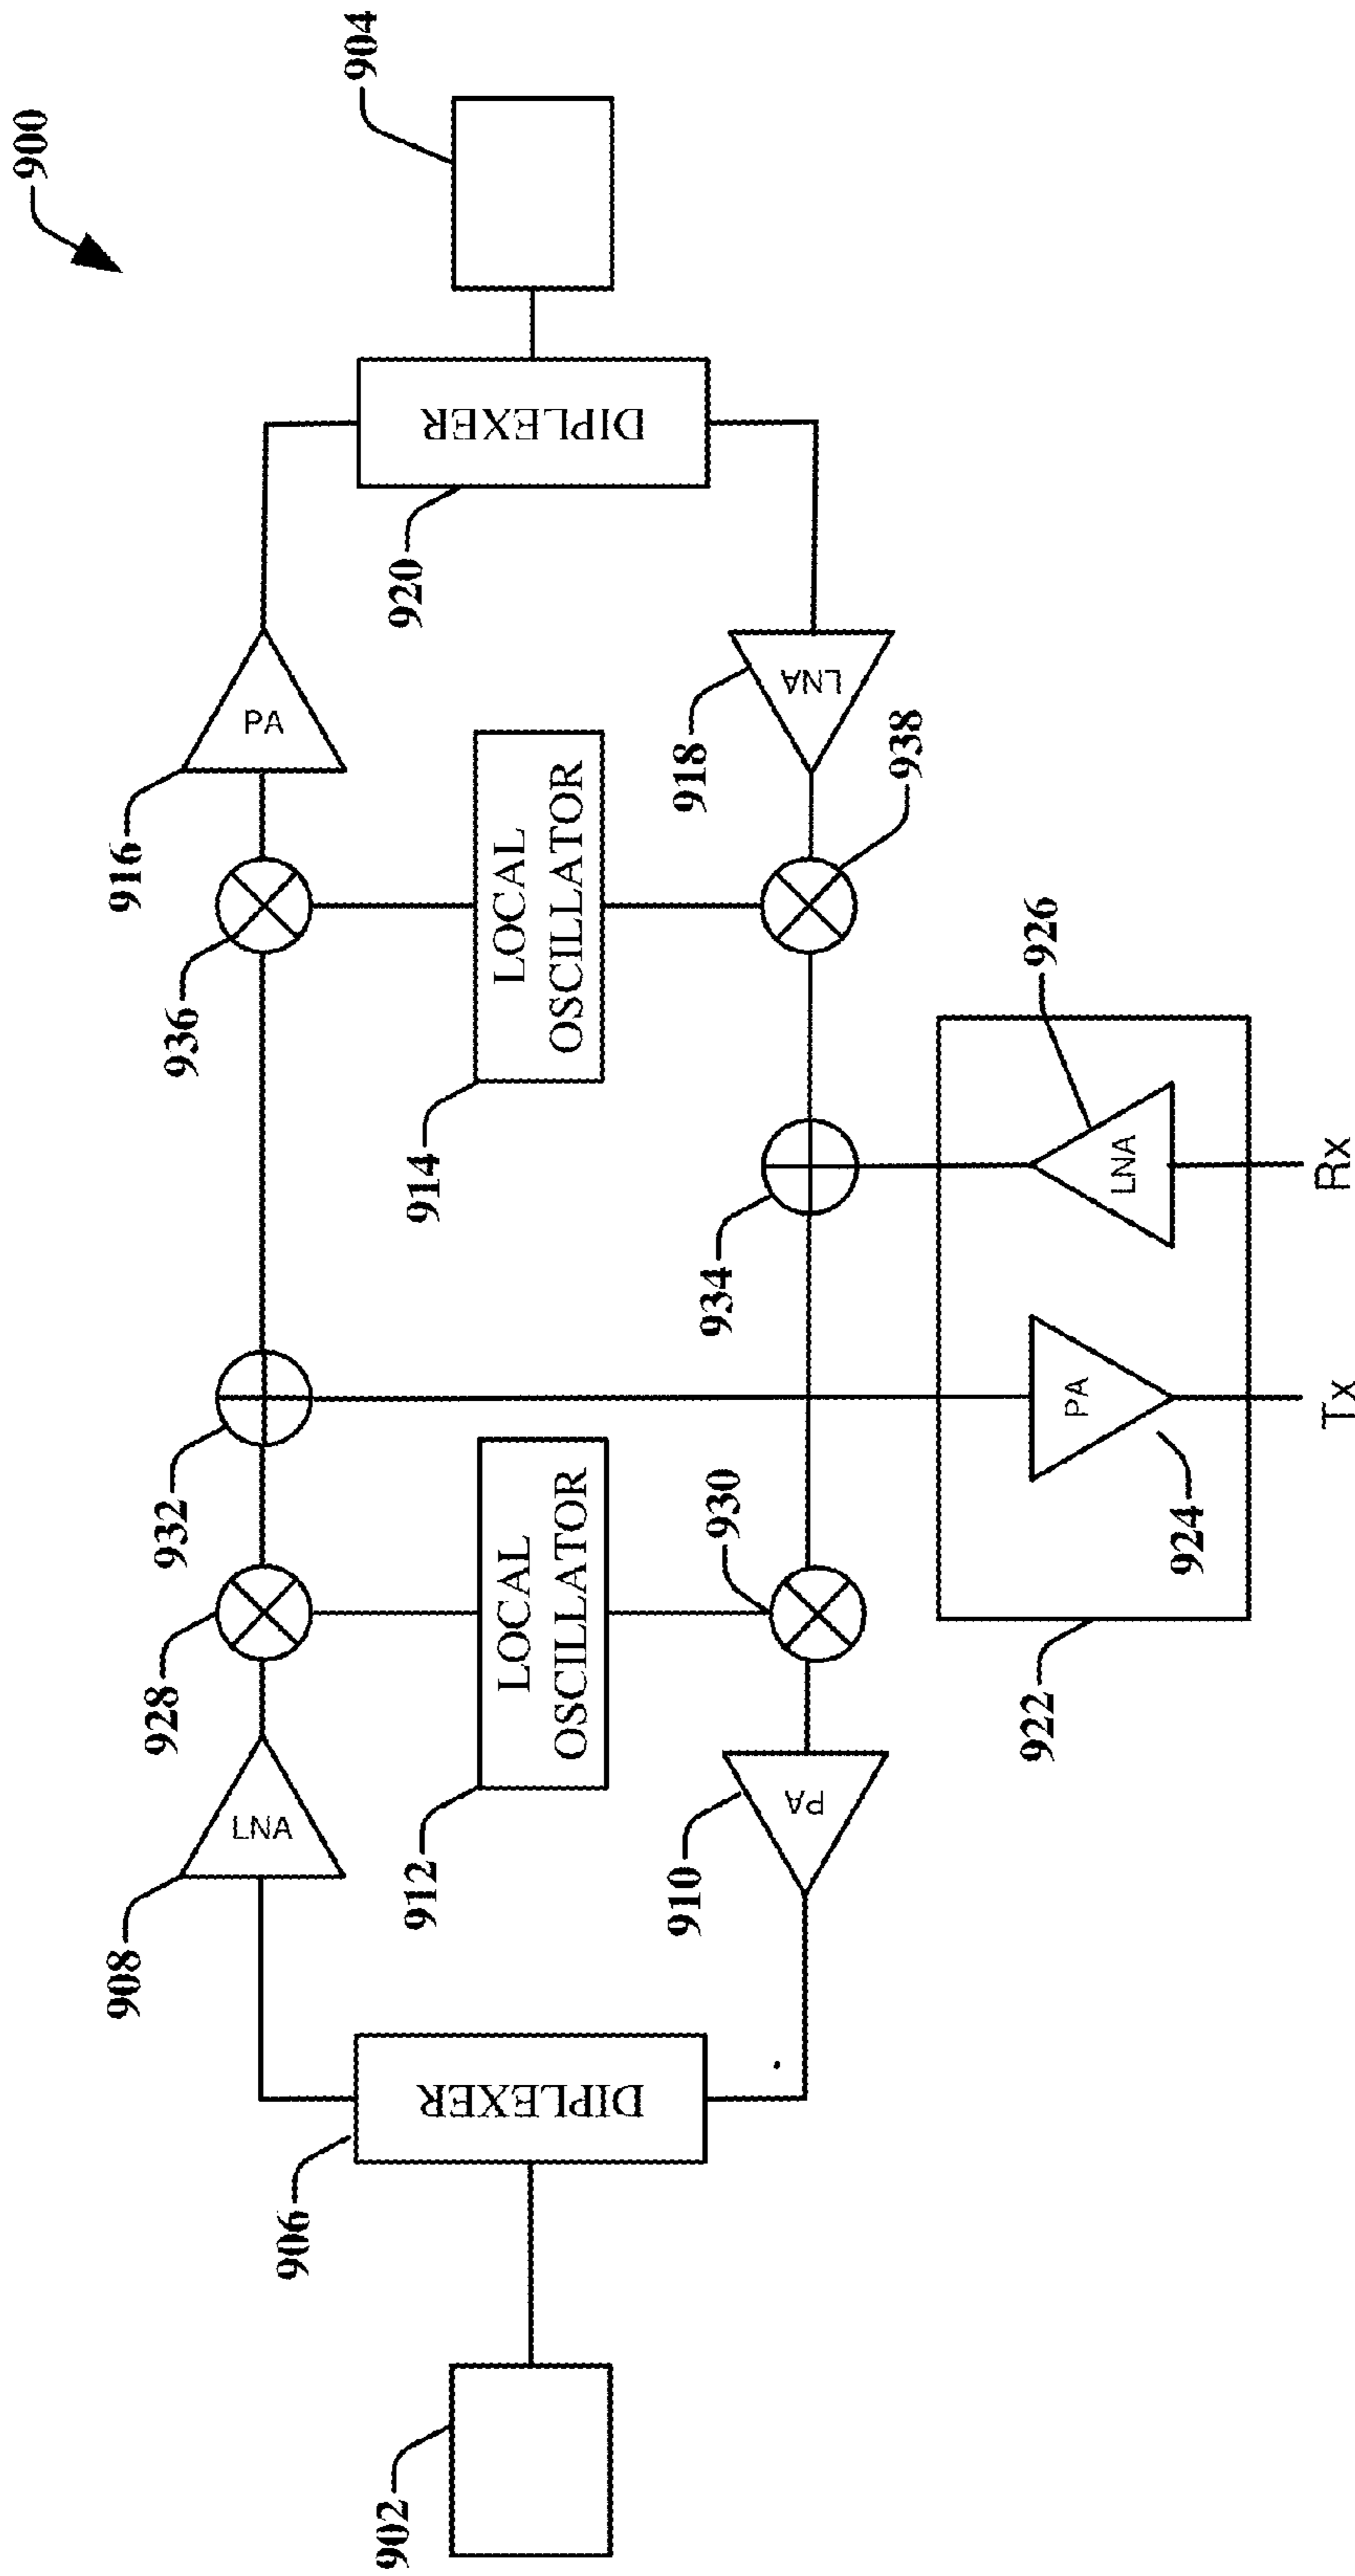 900
902
904
906
DIPLEXER
908
LNA
910
PA
912
LOCAL
OSCILLATOR
928
930
932
934
914
LOCAL
OSCILLATOR
936
938
916
PA
918
LNA
920
DIPLEXER
922
924
PA
Tx
926
LNA
Rx